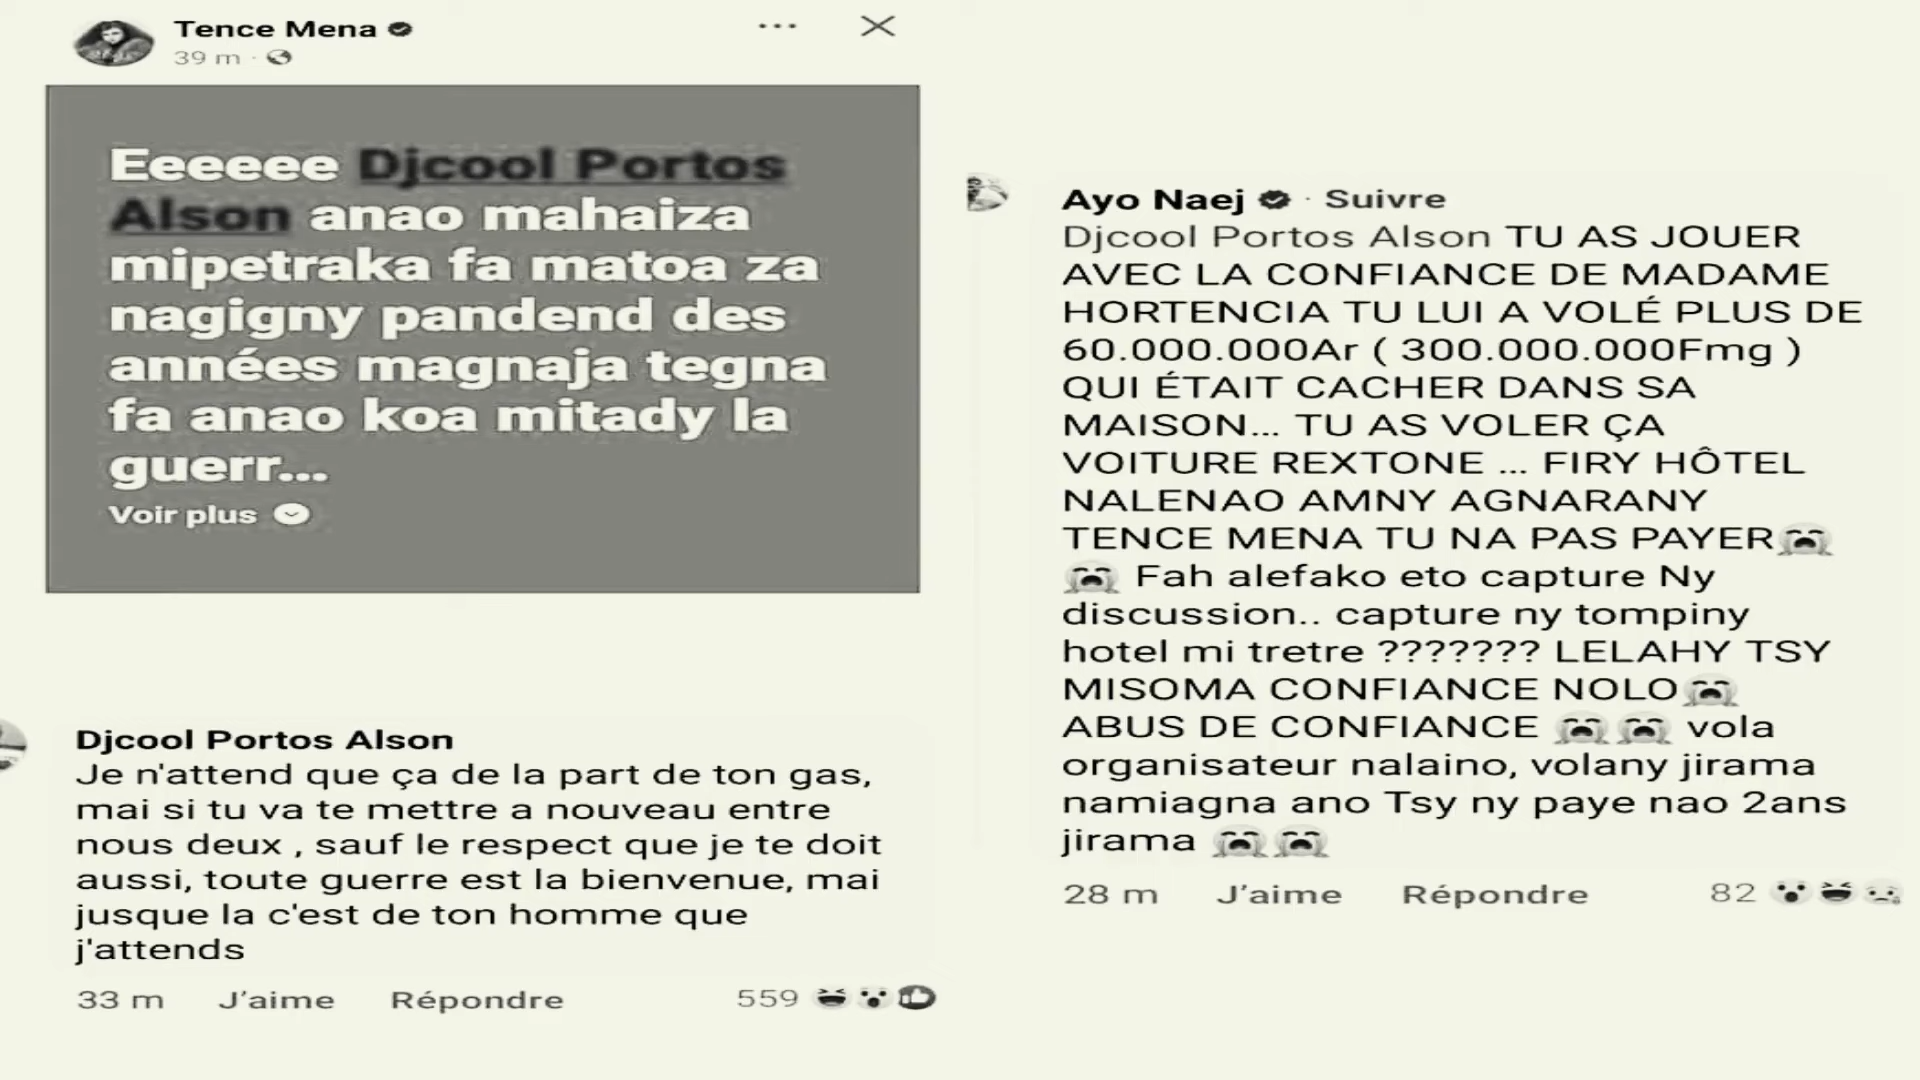 Tence Mena
39 m ·
Eeeeee Djcool Portos
Alson anao mahaiza
mipetraka fa matoa za
nagigny pandend des
années magnaja tegna
fa anao koa mitady la
guerr...
Voir plus
Djcool Portos Alson
Je n'attend que ça de la part de ton gas,
mai si tu va te mettre a nouveau entre
nous deux , sauf le respect que je te doit
aussi, toute guerre est la bienvenue, mai
jusque la c'est de ton homme que
j'attends
33 m J'aime Répondre 559
Ayo Naej · Suivre
Djcool Portos Alson TU AS JOUER
AVEC LA CONFIANCE DE MADAME
HORTENCIA TU LUI A VOLÉ PLUS DE
60.000.000Ar ( 300.000.000Fmg )
QUI ÉTAIT CACHER DANS SA
MAISON... TU AS VOLER ÇA
VOITURE REXTONE ... FIRY HÔTEL
NALENAO AMNY AGNARANY
TENCE MENA TU NA PAS PAYER😭
😭 Fah alefako eto capture Ny
discussion.. capture ny tompiny
hotel mi tretre ??????? LELAHY TSY
MISOMA CONFIANCE NOLO😭
ABUS DE CONFIANCE 😭😭 vola
organisateur nalaino, volany jirama
namiagna ano Tsy ny paye nao 2ans
jirama 😭😭
28 m J'aime Répondre 82